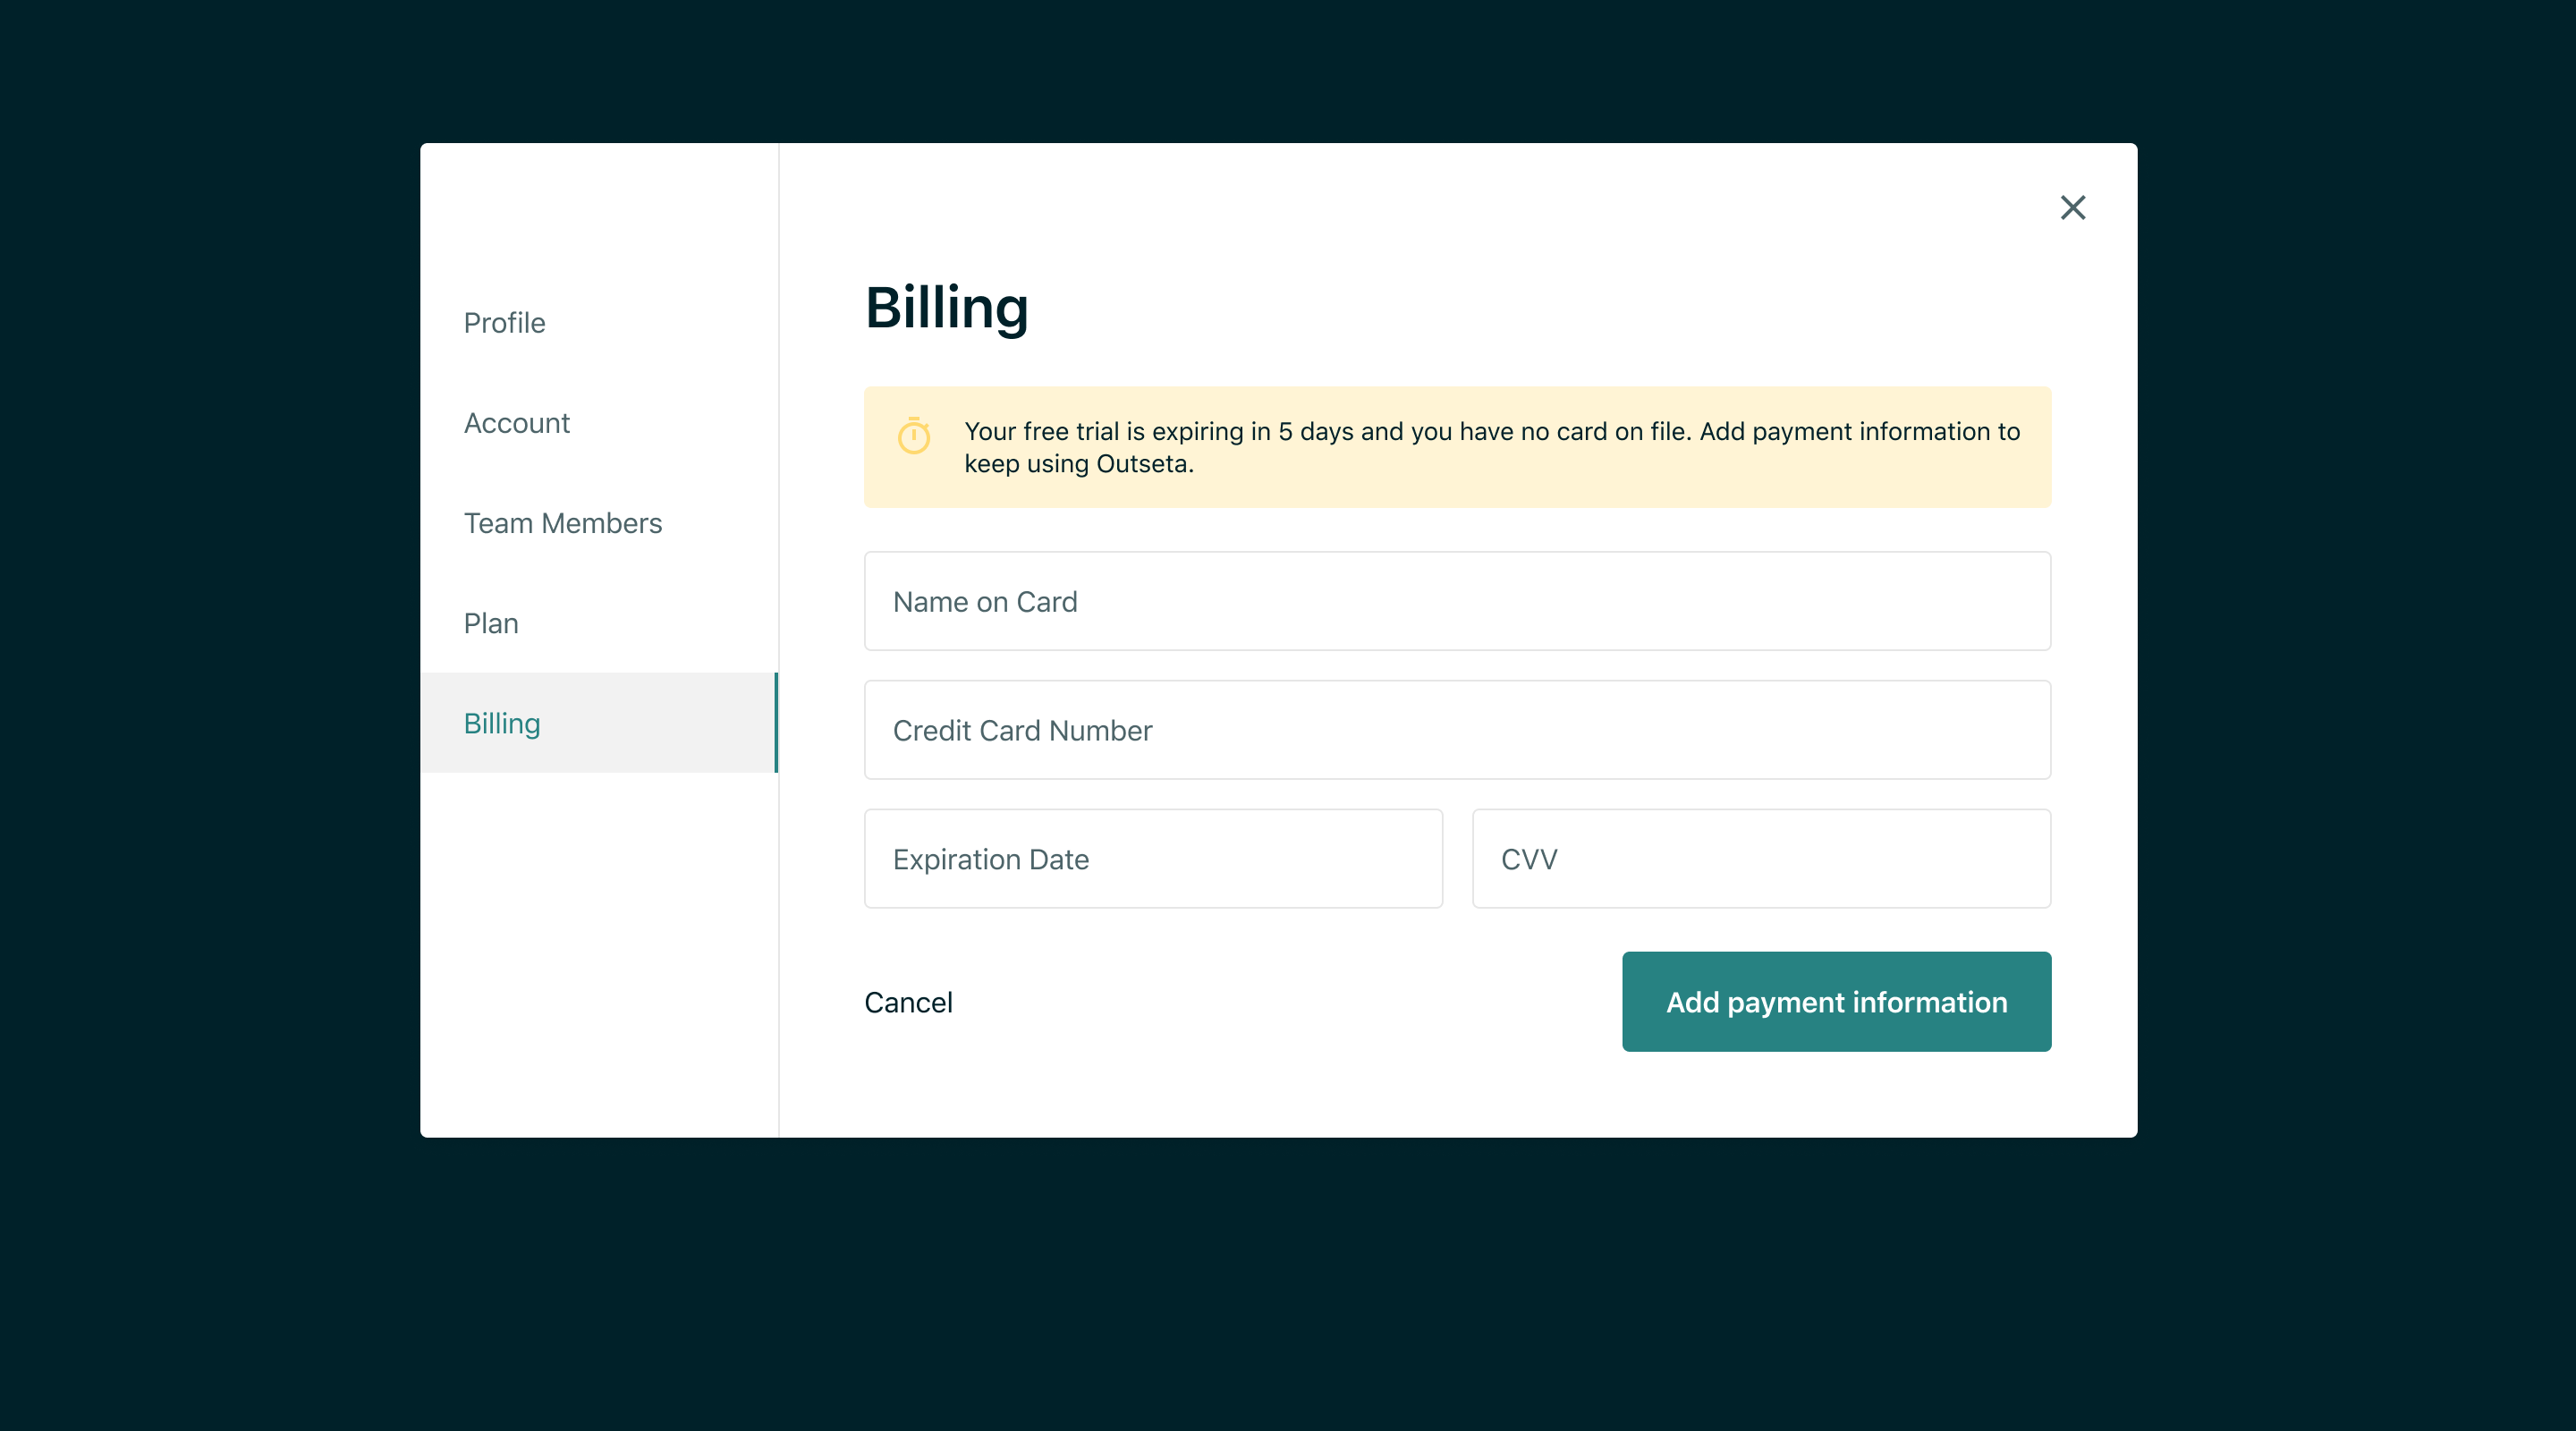 Profile
Account
Team Members
Plan
Billing
Billing
Your free trial is expiring in 5 days and you have no card on file. Add payment information to
keep using Outseta.
Name on Card
Credit Card Number
Expiration Date
CVV
Cancel
Add payment information